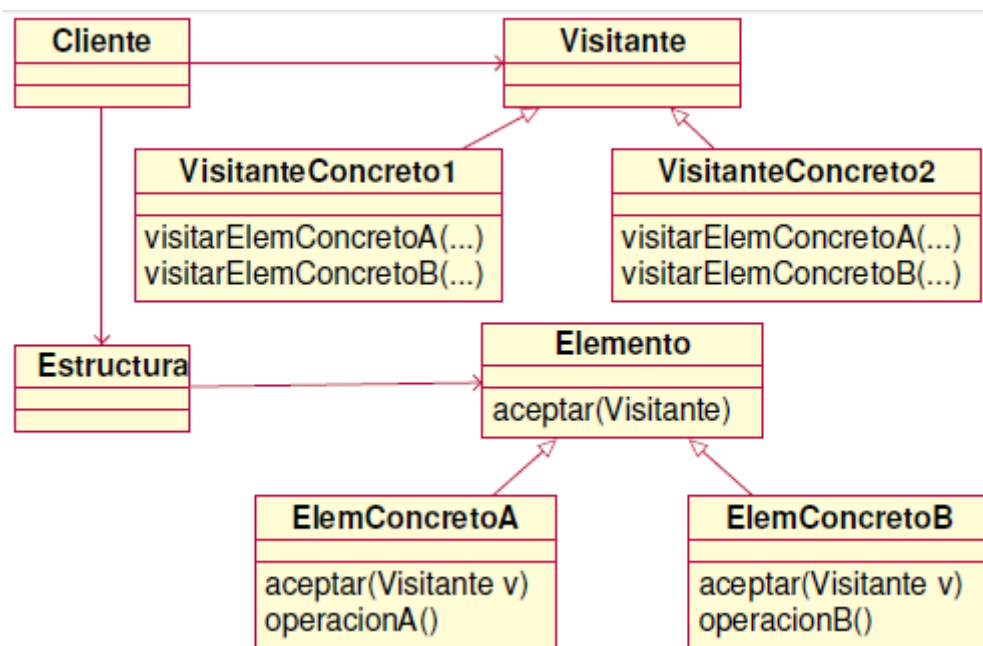 Cliente
Visitante
VisitanteConcreto1
visitarElemConcretoA(...)
visitarElemConcretoB(...)
VisitanteConcreto2
visitarElemConcretoA(...)
visitarElemConcretoB(...)
Estructura
Elemento
aceptar(Visitante)
ElemConcretoA
aceptar(Visitante v)
operacionA()
ElemConcretoB
aceptar(Visitante v)
operacionB()